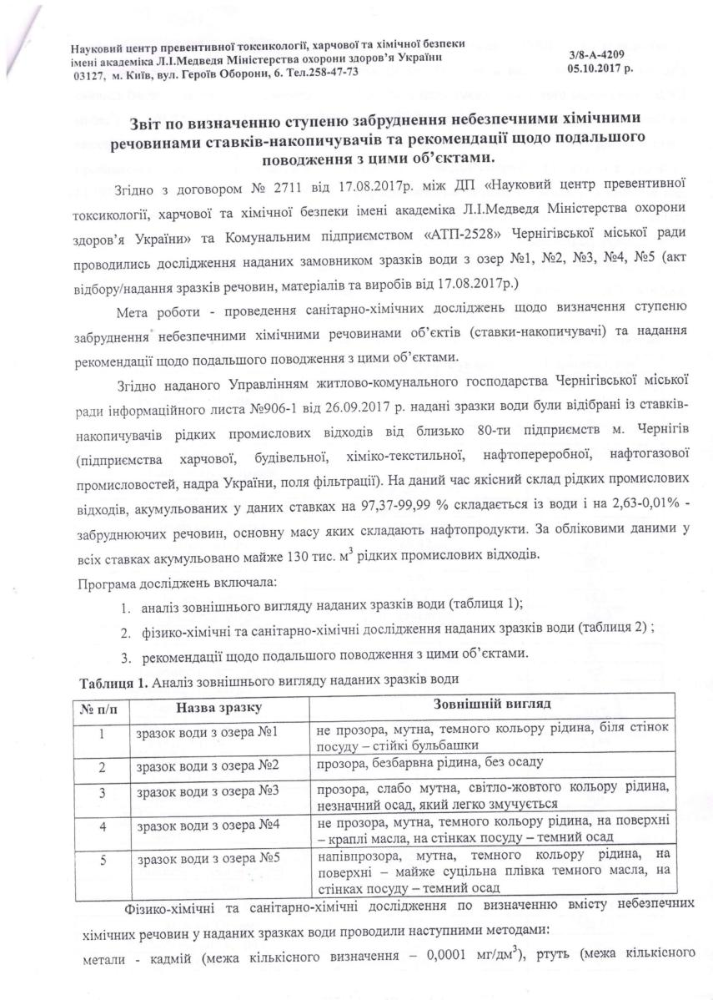 Науковий центр превентивної токсикології, харчової та хімічної безпеки
імені академіка Л.І.Медведя Міністерства охорони здоров'я України
03127, м. Київ, вул. Героїв Оборони, 6. Тел.258-47-73
3/8-А-4209
05.10.2017 р.
Звіт по визначенню ступеню забруднення небезпечними хімічними
речовинами ставків-накопичувачів та рекомендації щодо подальшого
поводження з цими об'єктами.
Згідно з договором № 2711 від 17.08.2017р. між ДП «Науковий центр превентивної
токсикології, харчової та хімічної безпеки імені академіка Л.І.Медведя Міністерства охорони
здоров'я України» та Комунальним підприємством «АТП-2528» Чернігівської міської ради
проводились дослідження наданих замовником зразків води з озер №1, №2, №3, №4, №5 (акт
відбору/надання зразків речовин, матеріалів та виробів від 17.08.2017р.)
Мета роботи - проведення санітарно-хімічних досліджень щодо визначення ступеню
забруднення небезпечними хімічними речовинами об'єктів (ставки-накопичувачі) та надання
рекомендації щодо подальшого поводження з цими об'єктами.
Згідно наданого Управлінням житлово-комунального господарства Чернігівської міської
ради інформаційного листа №906-1 від 26.09.2017 р. надані зразки води були відібрані із ставків-
накопичувачів рідких промислових відходів від близько 80-ти підприємств м. Чернігів
(підприємства харчової, будівельної, хіміко-текстильної, нафтопереробної, нафтогазової
промисловостей, надра України, поля фільтрації). На даний час якісний склад рідких промислових
відходів, акумульованих у даних ставках на 97,37-99,99 % складається із води і на 2,63-0,01% -
забруднюючих речовин, основну масу яких складають нафтопродукти. За обліковими даними у
всіх ставках акумульовано майже 130 тис. м³ рідких промислових відходів.
Програма досліджень включала:
1. аналіз зовнішнього вигляду наданих зразків води (таблиця 1);
2. фізико-хімічні та санітарно-хімічні дослідження наданих зразків води (таблиця 2) ;
3. рекомендації щодо подальшого поводження з цими об'єктами.
Таблиця 1. Аналіз зовнішнього вигляду наданих зразків води
№ п/п Назва зразку Зовнішній вигляд
1 зразок води з озера №1 не прозора, мутна, темного кольору рідина, біля стінок
посуду – стійкі бульбашки
2 зразок води з озера №2 прозора, безбарвна рідина, без осаду
3 зразок води з озера №3 прозора, слабо мутна, світло-жовтого кольору рідина,
незначний осад, який легко змучується
4 зразок води з озера №4 не прозора, мутна, темного кольору рідина, на поверхні
– краплі масла, на стінках посуду – темний осад
5 зразок води з озера №5 напівпрозора, мутна, темного кольору рідина, на
поверхні – майже суцільна плівка темного масла, на
стінках посуду – темний осад
Фізико-хімічні та санітарно-хімічні дослідження по визначенню вмісту небезпечних
хімічних речовин у наданих зразках води проводили наступними методами:
метали - кадмій (межа кількісного визначення – 0,0001 мг/дм³), ртуть (межа кількісного